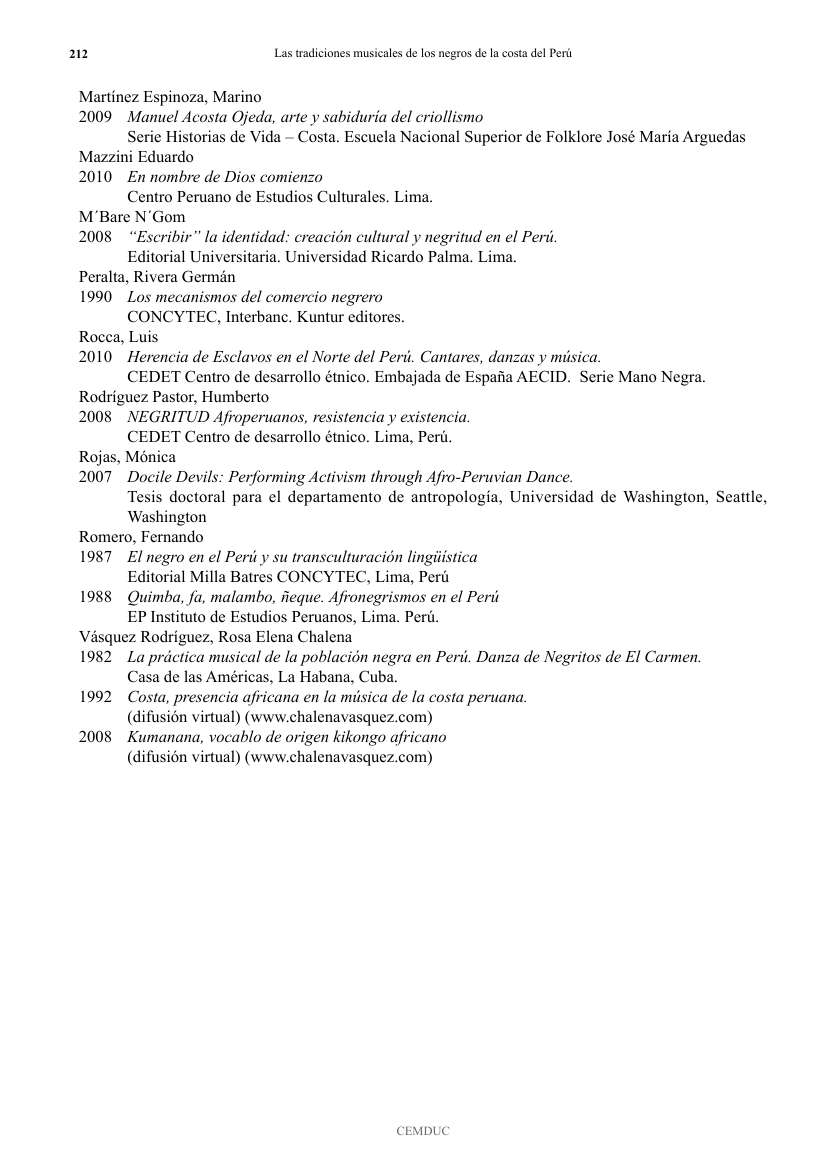 212
Las tradiciones musicales de los negros de la costa del Perú
Martínez Espinoza, Marino
2009 Manuel Acosta Ojeda, arte y sabiduría del criollismo
Serie Historias de Vida – Costa. Escuela Nacional Superior de Folklore José María Arguedas
Mazzini Eduardo
2010 En nombre de Dios comienzo
Centro Peruano de Estudios Culturales. Lima.
M´Bare N´Gom
2008 “Escribir” la identidad: creación cultural y negritud en el Perú.
Editorial Universitaria. Universidad Ricardo Palma. Lima.
Peralta, Rivera Germán
1990 Los mecanismos del comercio negrero
CONCYTEC, Interbanc. Kuntur editores.
Rocca, Luis
2010 Herencia de Esclavos en el Norte del Perú. Cantares, danzas y música.
CEDET Centro de desarrollo étnico. Embajada de España AECID. Serie Mano Negra.
Rodríguez Pastor, Humberto
2008 NEGRITUD Afroperuanos, resistencia y existencia.
CEDET Centro de desarrollo étnico. Lima, Perú.
Rojas, Mónica
2007 Docile Devils: Performing Activism through Afro-Peruvian Dance.
Tesis doctoral para el departamento de antropología, Universidad de Washington, Seattle,
Washington
Romero, Fernando
1987 El negro en el Perú y su transculturación lingüística
Editorial Milla Batres CONCYTEC, Lima, Perú
1988 Quimba, fa, malambo, ñeque. Afronegrismos en el Perú
EP Instituto de Estudios Peruanos, Lima. Perú.
Vásquez Rodríguez, Rosa Elena Chalena
1982 La práctica musical de la población negra en Perú. Danza de Negritos de El Carmen.
Casa de las Américas, La Habana, Cuba.
1992 Costa, presencia africana en la música de la costa peruana.
(difusión virtual) (www.chalenavasquez.com)
2008 Kumanana, vocablo de origen kikongo africano
(difusión virtual) (www.chalenavasquez.com)
CEMDUC